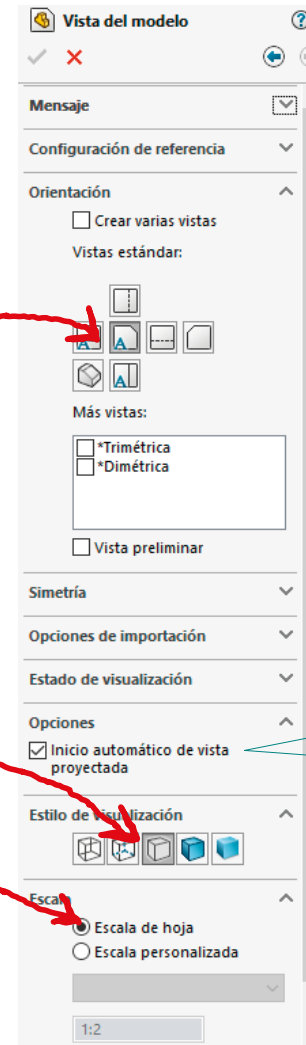 Vista del modelo
Mensaje
Configuración de referencia
Orientación
Crear varias vistas
Vistas estándar:
A A
A
Más vistas:
*Trimétrica
*Dimétrica
Vista preliminar
Simetría
Opciones de importación
Estado de visualización
Opciones
Inicio automático de vista
proyectada
Estilo de visualización
Escala
Escala de hoja
Escala personalizada
1:2